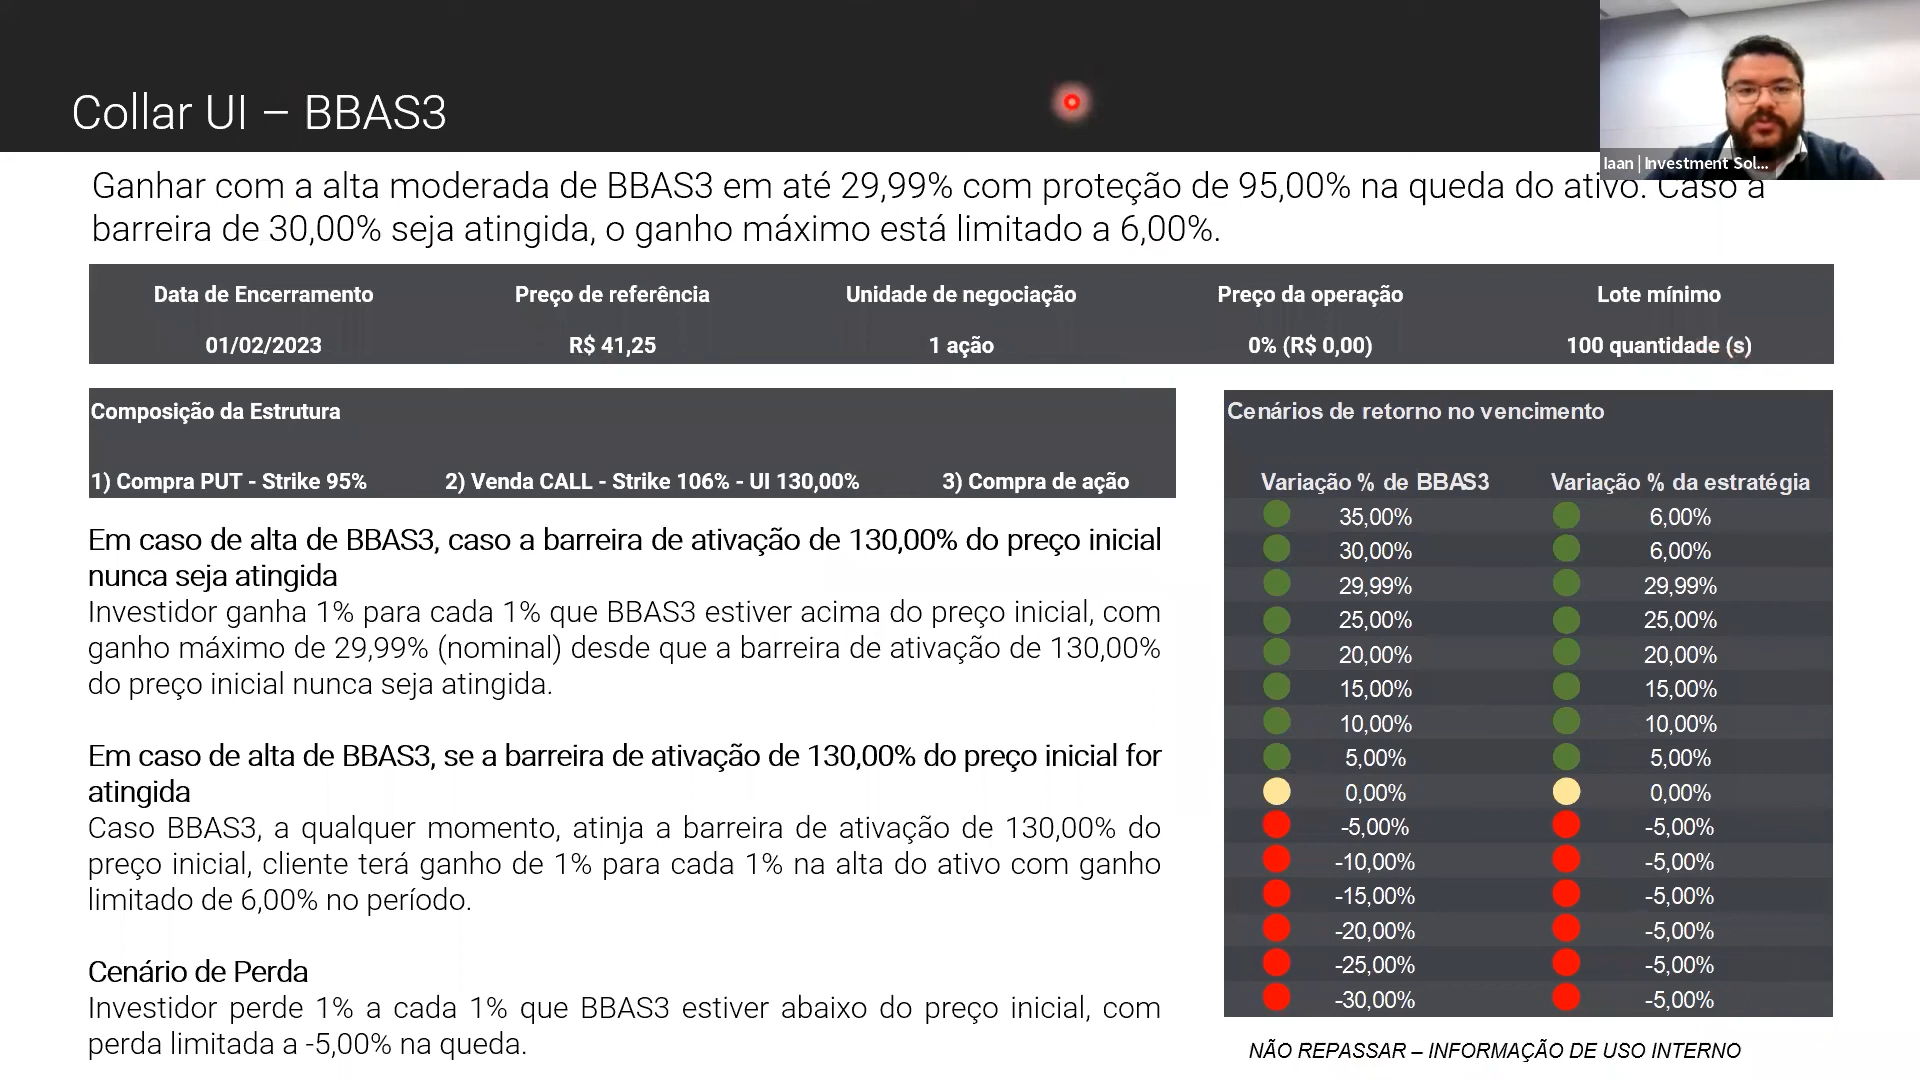 Collar UI – BBAS3
Iaan | Investment Sol...
Ganhar com a alta moderada de BBAS3 em até 29,99% com proteção de 95,00% na queda do ativo. Caso a
barreira de 30,00% seja atingida, o ganho máximo está limitado a 6,00%.
Data de Encerramento Preço de referência Unidade de negociação Preço da operação Lote mínimo
01/02/2023 R$ 41,25 1 ação 0% (R$ 0,00) 100 quantidade (s)
Composição da Estrutura
1) Compra PUT - Strike 95% 2) Venda CALL - Strike 106% - UI 130,00% 3) Compra de ação
Em caso de alta de BBAS3, caso a barreira de ativação de 130,00% do preço inicial
nunca seja atingida
Investidor ganha 1% para cada 1% que BBAS3 estiver acima do preço inicial, com
ganho máximo de 29,99% (nominal) desde que a barreira de ativação de 130,00%
do preço inicial nunca seja atingida.
Em caso de alta de BBAS3, se a barreira de ativação de 130,00% do preço inicial for
atingida
Caso BBAS3, a qualquer momento, atinja a barreira de ativação de 130,00% do
preço inicial, cliente terá ganho de 1% para cada 1% na alta do ativo com ganho
limitado de 6,00% no período.
Cenário de Perda
Investidor perde 1% a cada 1% que BBAS3 estiver abaixo do preço inicial, com
perda limitada a -5,00% na queda.
Cenários de retorno no vencimento
Variação % de BBAS3 Variação % da estratégia
35,00% 6,00%
30,00% 6,00%
29,99% 29,99%
25,00% 25,00%
20,00% 20,00%
15,00% 15,00%
10,00% 10,00%
5,00% 5,00%
0,00% 0,00%
-5,00% -5,00%
-10,00% -5,00%
-15,00% -5,00%
-20,00% -5,00%
-25,00% -5,00%
-30,00% -5,00%
NÃO REPASSAR – INFORMAÇÃO DE USO INTERNO